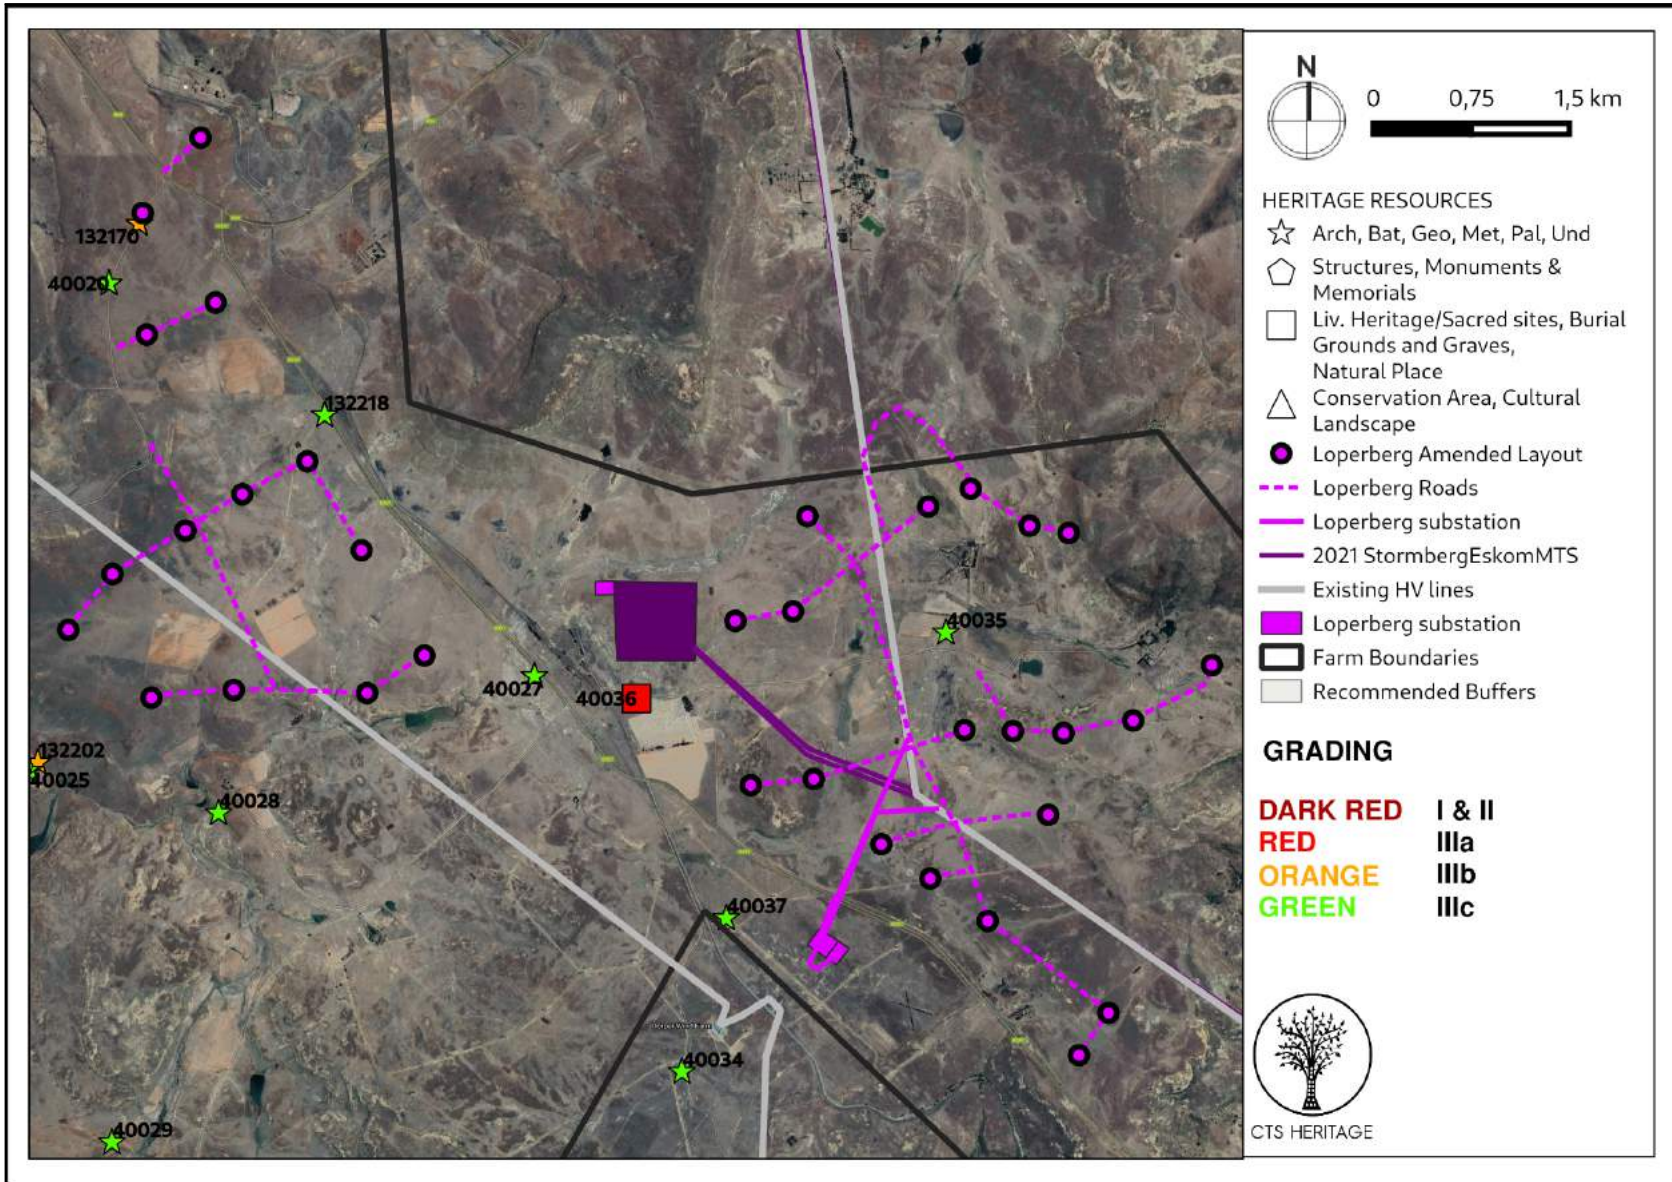 132170
40020
132218
40035
40027
40036
132202
40025
40028
40037
40034
40029
N
0 0,75 1,5 km
HERITAGE RESOURCES
Arch, Bat, Geo, Met, Pal, Und
Structures, Monuments &
Memorials
Liv. Heritage/Sacred sites, Burial
Grounds and Graves,
Natural Place
Conservation Area, Cultural
Landscape
Loperberg Amended Layout
Loperberg Roads
Loperberg substation
2021 StormbergEskomMTS
Existing HV lines
Loperberg substation
Farm Boundaries
Recommended Buffers
GRADING
DARK RED I & II
RED IIIa
ORANGE IIIb
GREEN IIIc
CTS HERITAGE